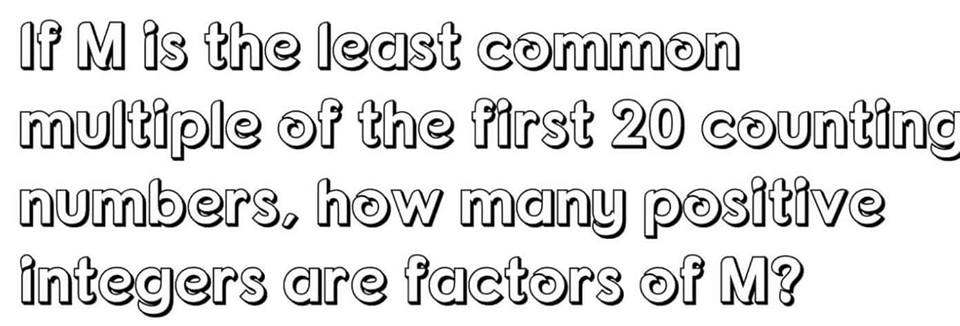 If M is the least common
multiple of the first 20 counting
numbers, how many positive
integers are factors of M?